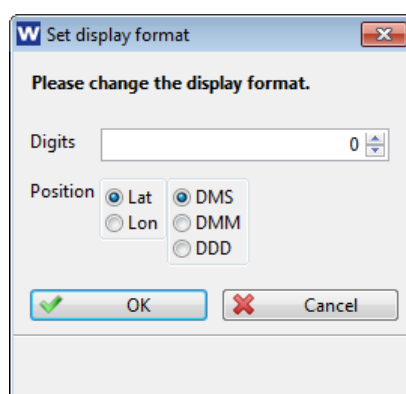 W Set display format
Please change the display format.
Digits 0
Position Lat DMS
Lon DMM
DDD
OK Cancel